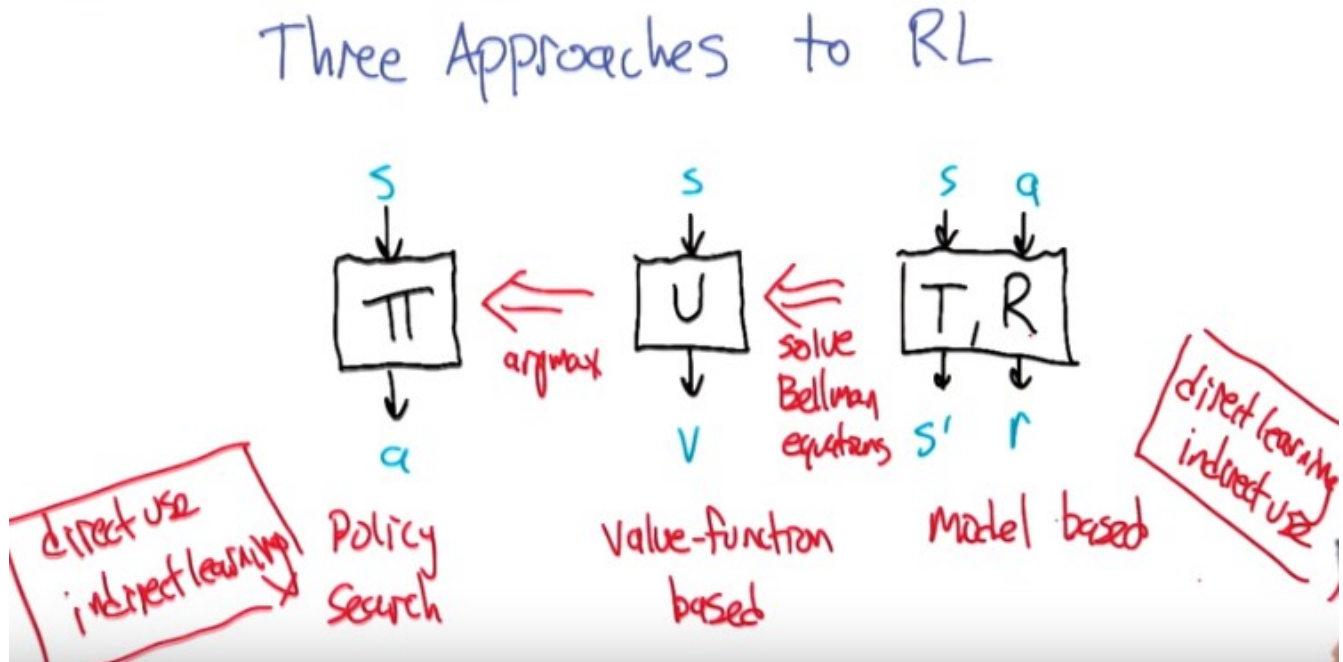 Three Approaches to RL
s
s
s a
π
U
T, R
argmax
solve
Bellman
equations
a
v
s' r
direct use
indirect learning
Policy
Search
Value-function
based
Model based
direct learning
indirect use